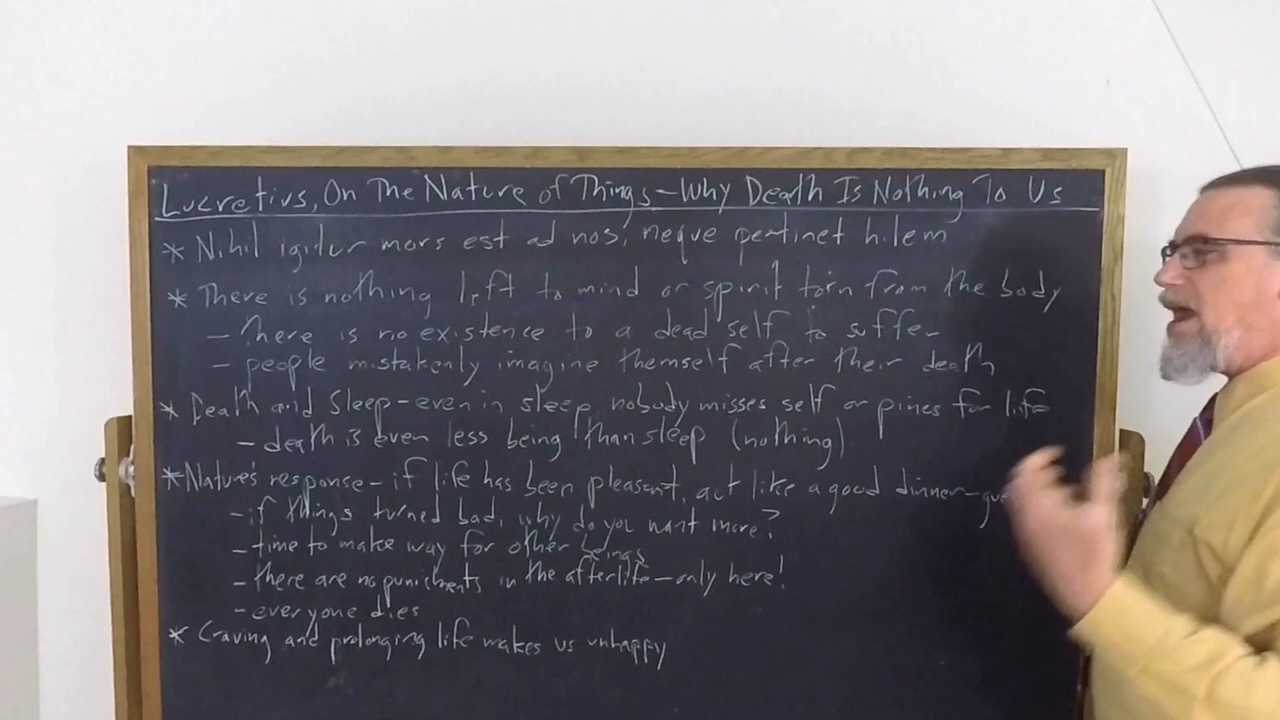 Lucretius, On The Nature of Things – Why Death Is Nothing To Us
* Nihil igitur mors est ad nos, neque pertinet hilem
* There is nothing left to mind or spirit torn from the body
- there is no existence to a dead self to suffer
- people mistakenly imagine themself after their death
* Death and Sleep – even in sleep, nobody misses self or pines for life
- death is even less being than sleep (nothing)
* Nature's response – if life has been pleasant, act like a good dinner-gue
- if things turned bad, why do you want more?
- time to make way for other beings
- there are no punishments in the afterlife – only here!
- everyone dies
* Craving and prolonging life makes us unhappy